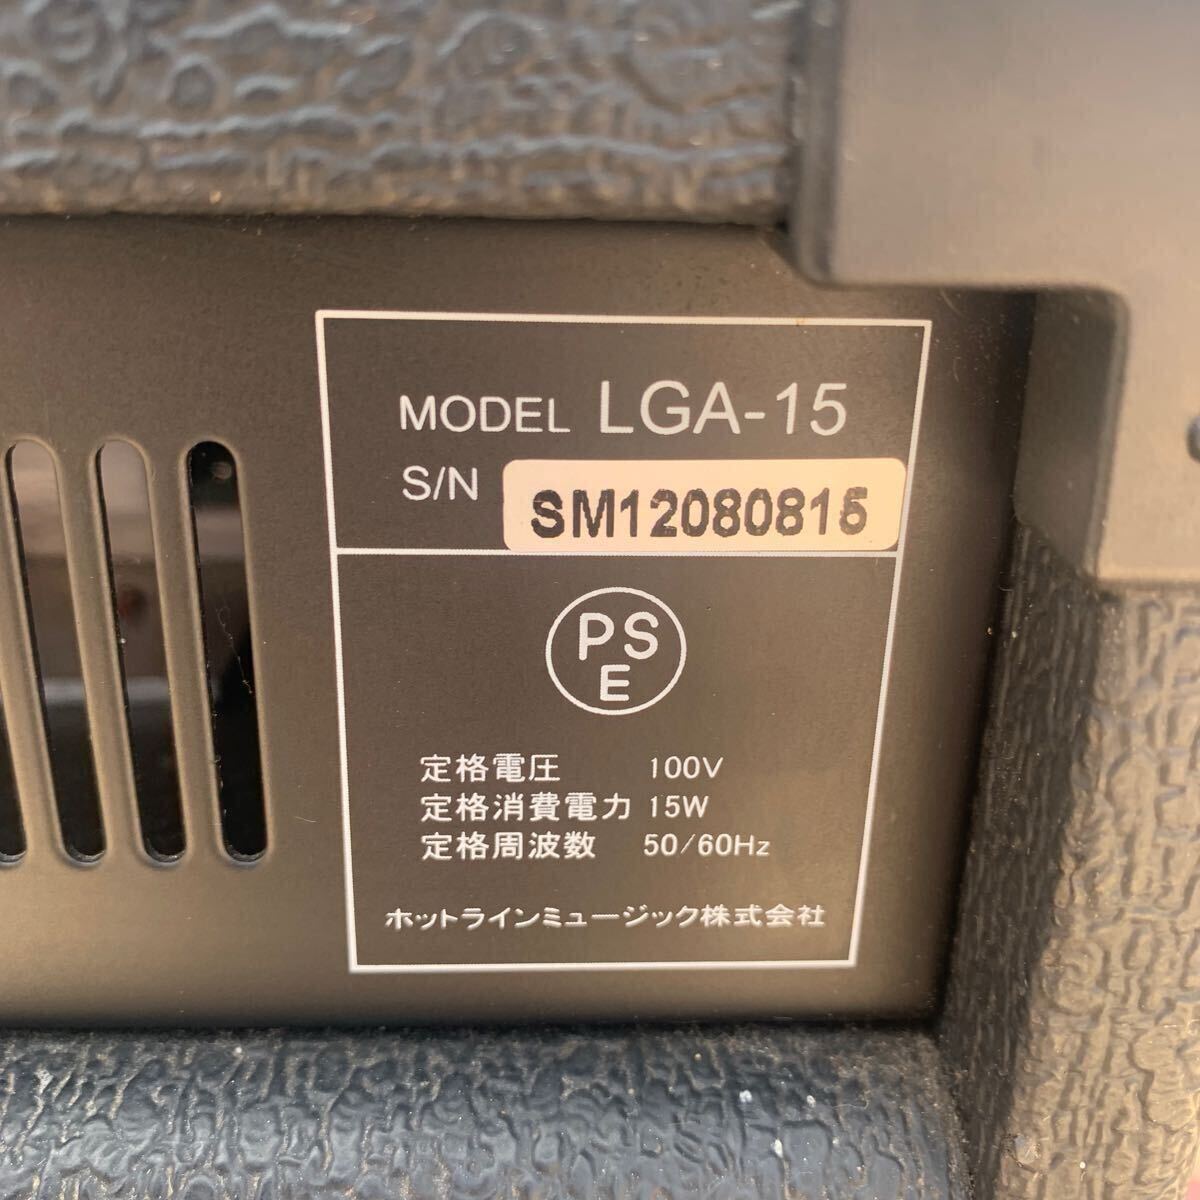 MODEL LGA-15
S/N SM12080815
PS
E
定格電圧 100V
定格消費電力 15W
定格周波数 50/60Hz
ホットラインミュージック株式会社